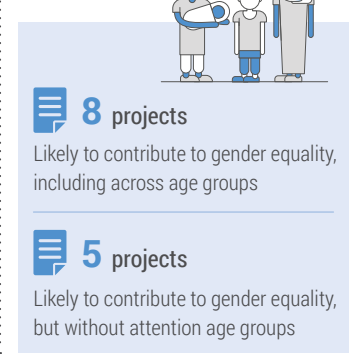 8 projects
Likely to contribute to gender equality,
including across age groups
5 projects
Likely to contribute to gender equality,
but without attention age groups